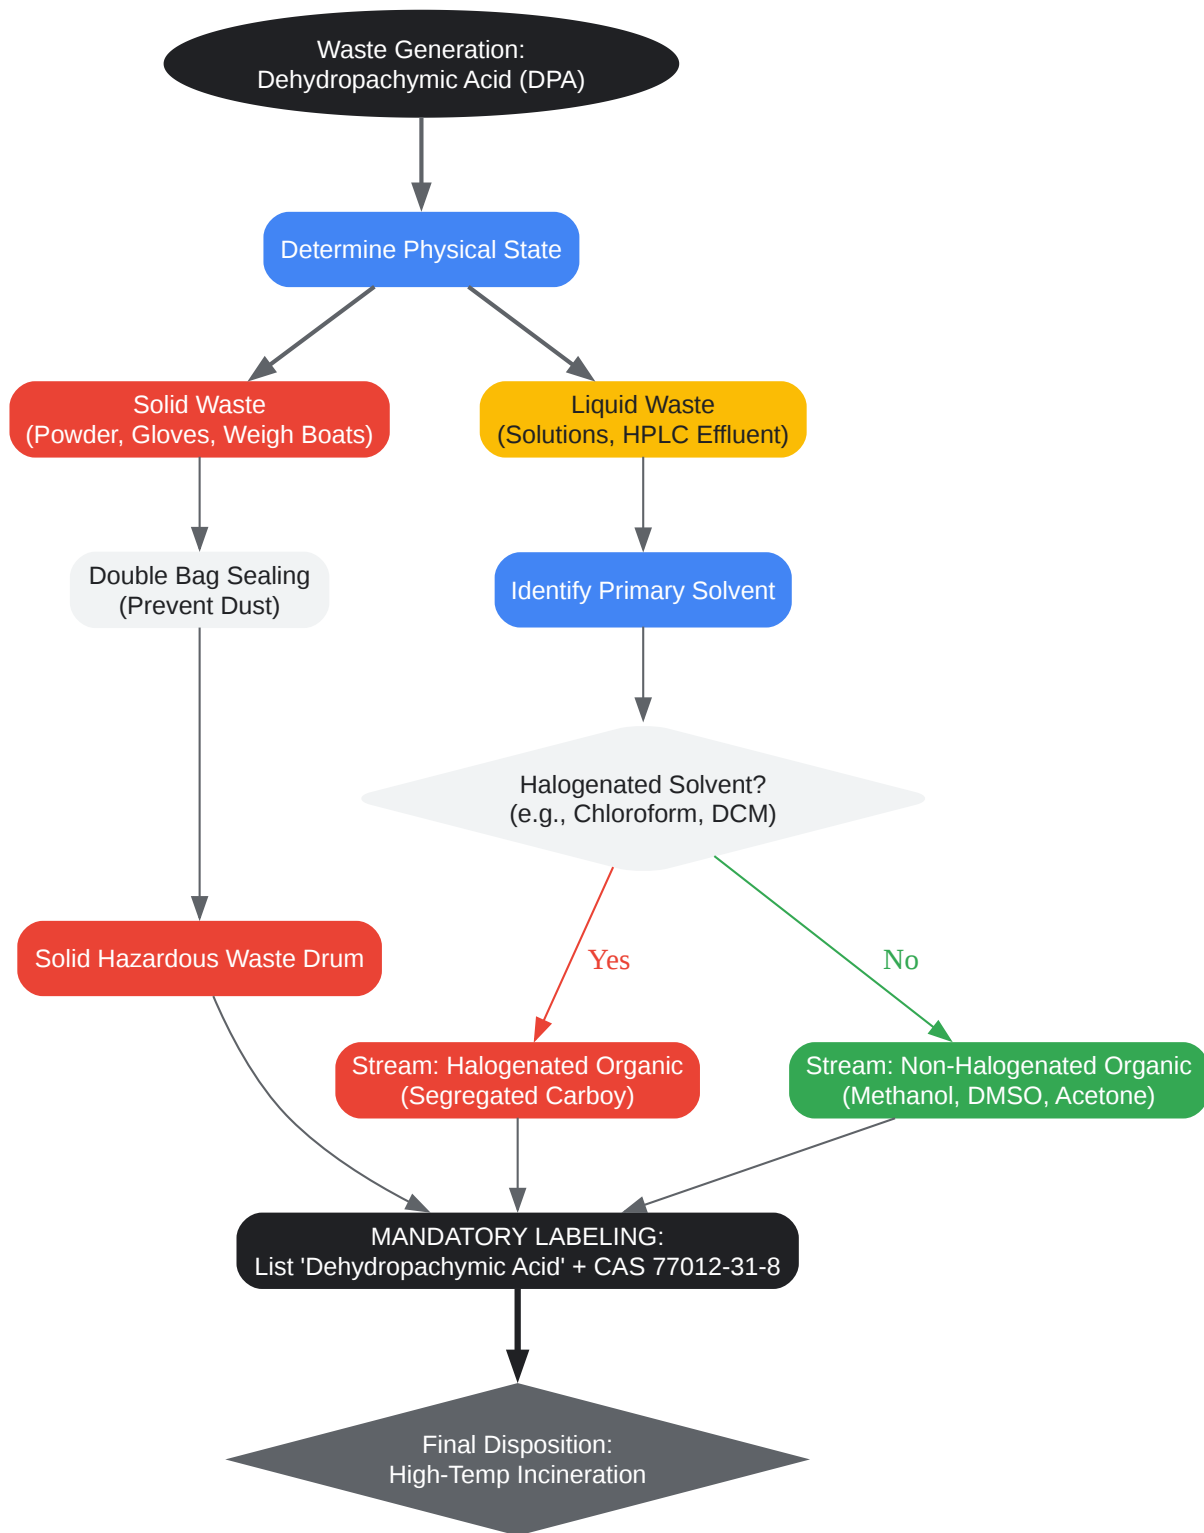 Waste Generation:
Dehydropachymic Acid (DPA)
Determine Physical State
Solid Waste
(Powder, Gloves, Weigh Boats)
Liquid Waste
(Solutions, HPLC Effluent)
Double Bag Sealing
(Prevent Dust)
Identify Primary Solvent
Halogenated Solvent?
(e.g., Chloroform, DCM)
Solid Hazardous Waste Drum
Yes
No
Stream: Halogenated Organic
(Segregated Carboy)
Stream: Non-Halogenated Organic
(Methanol, DMSO, Acetone)
MANDATORY LABELING:
List 'Dehydropachymic Acid' + CAS 77012-31-8
Final Disposition:
High-Temp Incineration